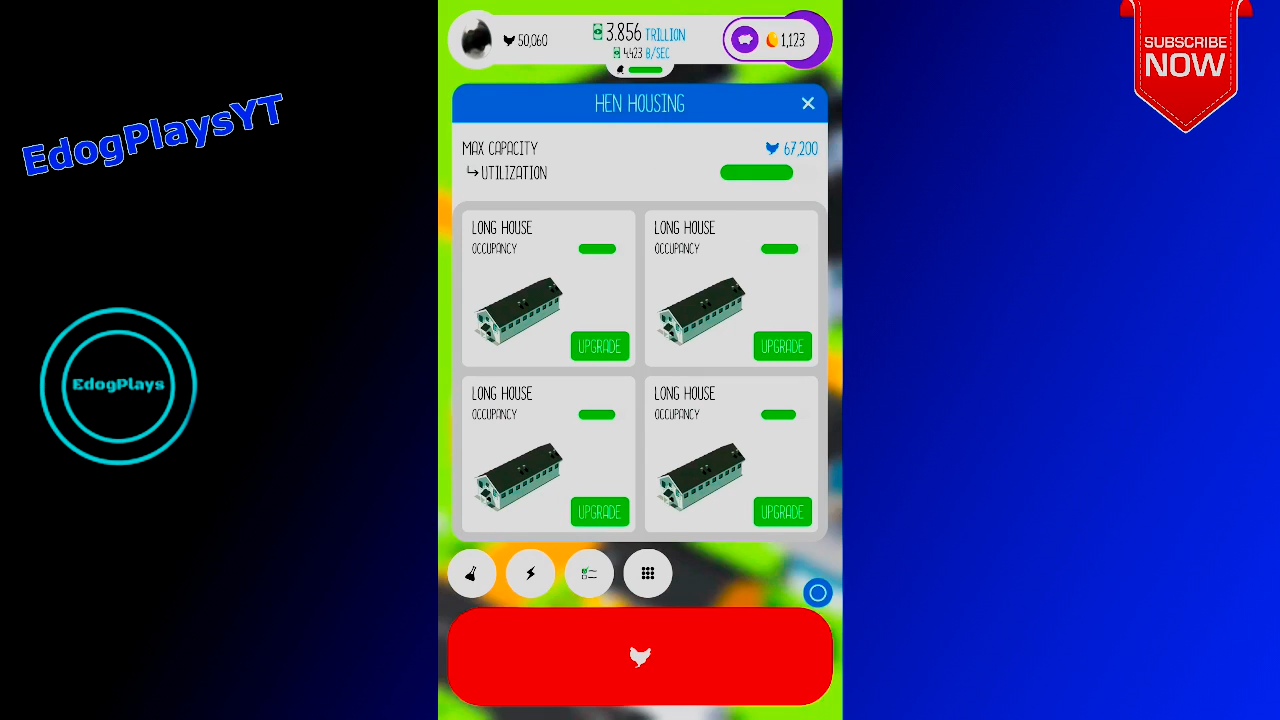 EdogPlaysYT
EdogPlays
50,060
3.856 TRILLION
4.423 B/SEC
1,123
HEN HOUSING
MAX CAPACITY
67,200
UTILIZATION
LONG HOUSE
OCCUPANCY
UPGRADE
LONG HOUSE
OCCUPANCY
UPGRADE
LONG HOUSE
OCCUPANCY
UPGRADE
LONG HOUSE
OCCUPANCY
UPGRADE
SUBSCRIBE
NOW